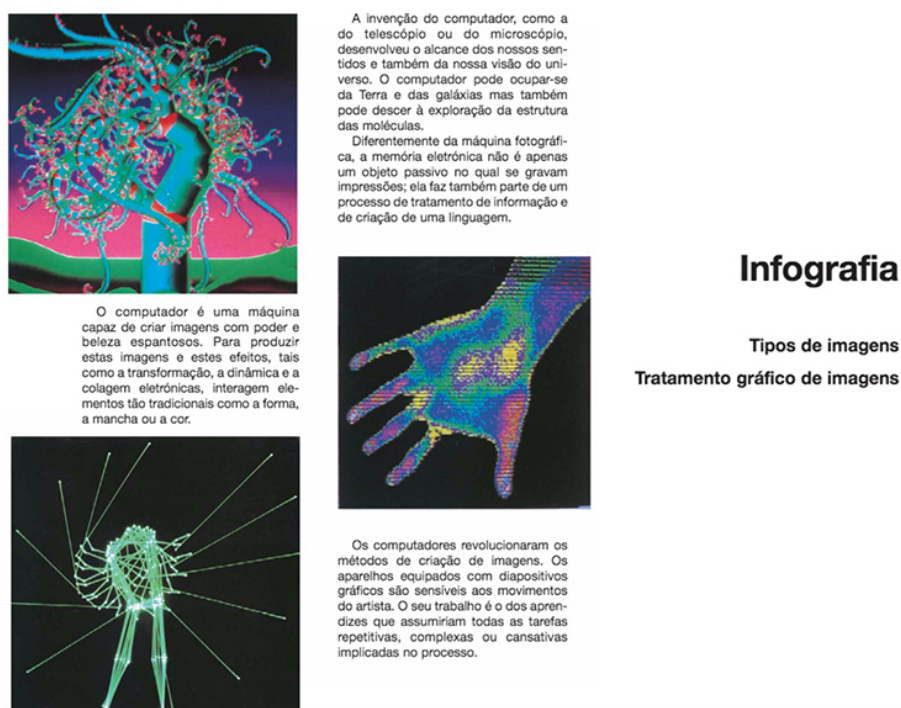 O computador é uma máquina
capaz de criar imagens com poder e
beleza espantosos. Para produzir
estas imagens e estes efeitos, tais
como a transformação, a dinâmica e a
colagem eletrónicas, interagem ele-
mentos tão tradicionais como a forma,
a mancha ou a cor.
A invenção do computador, como a
do telescópio ou do microscópio,
desenvolveu o alcance dos nossos sen-
tidos e também da nossa visão do uni-
verso. O computador pode ocupar-se
da Terra e das galáxias mas também
pode descer à exploração da estrutura
das moléculas.
Diferentemente da máquina fotográfi-
ca, a memória eletrónica não é apenas
um objeto passivo no qual se gravam
impressões; ela faz também parte de um
processo de tratamento de informação e
de criação de uma linguagem.
Os computadores revolucionaram os
métodos de criação de imagens. Os
aparelhos equipados com diapositivos
gráficos são sensíveis aos movimentos
do artista. O seu trabalho é o dos apren-
dizes que assumiriam todas as tarefas
repetitivas, complexas ou cansativas
implicadas no processo.
Infografia
Tipos de imagens
Tratamento gráfico de imagens